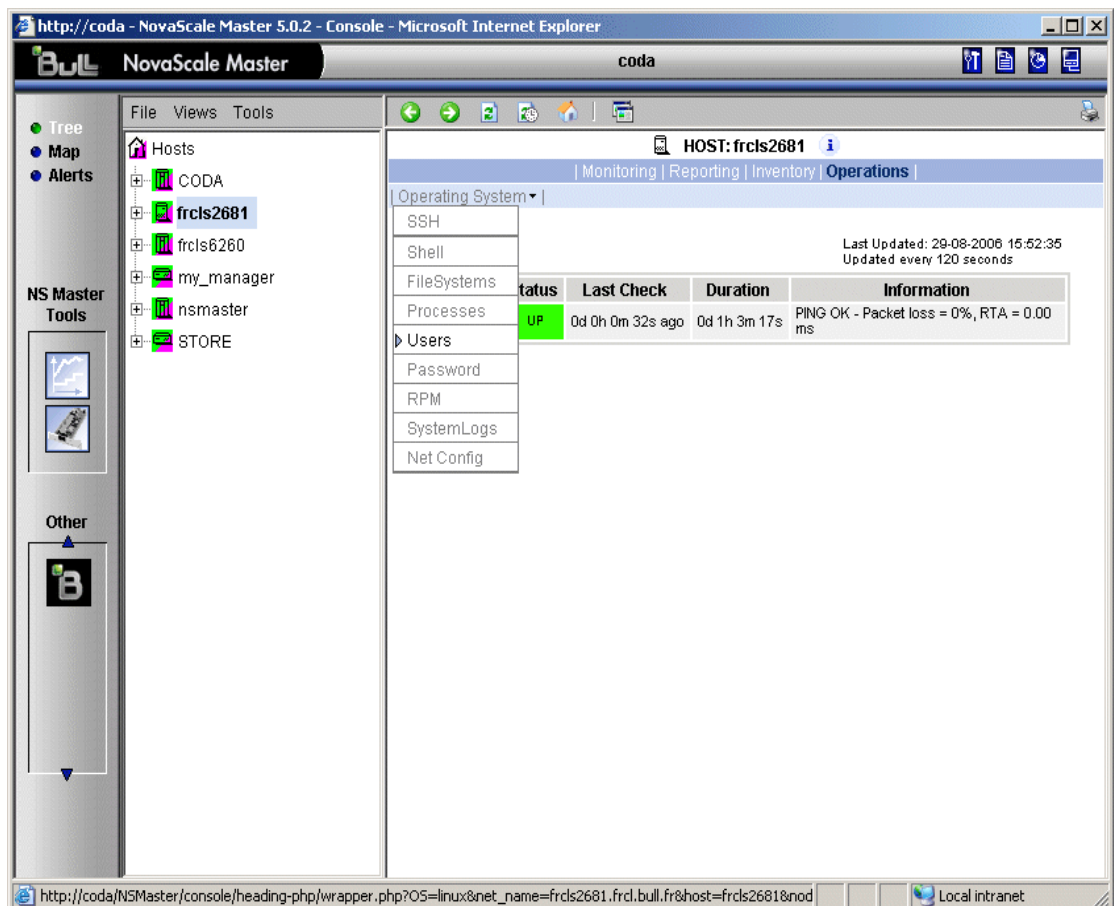 http://coda - NovaScale Master 5.0.2 - Console - Microsoft Internet Explorer
Bull NovaScale Master
coda
Tree
Map
Alerts
NS Master
Tools
Other
File Views Tools
Hosts
CODA
frcls2681
frcls6260
my_manager
nsmaster
STORE
HOST: frcls2681
| Monitoring | Reporting | Inventory | Operations |
| Operating System |
SSH
Shell
FileSystems
Processes
Users
Password
RPM
SystemLogs
Net Config
Last Updated: 29-08-2006 15:52:35
Updated every 120 seconds
tatus Last Check Duration Information
UP 0d 0h 0m 32s ago 0d 1h 3m 17s PING OK - Packet loss = 0%, RTA = 0.00
ms
http://coda/NSMaster/console/heading-php/wrapper.php?OS=linux&net_name=frcls2681.frcl.bull.fr&host=frcls2681&nod
Local intranet